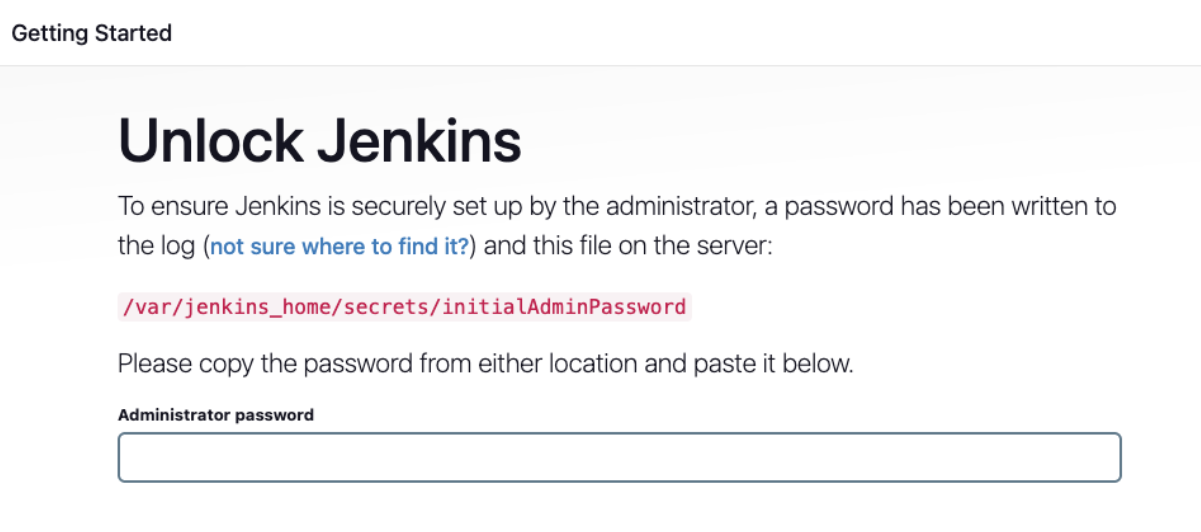 Getting Started
Unlock Jenkins
To ensure Jenkins is securely set up by the administrator, a password has been written to
the log (not sure where to find it?) and this file on the server:
/var/jenkins_home/secrets/initialAdminPassword
Please copy the password from either location and paste it below.
Administrator password